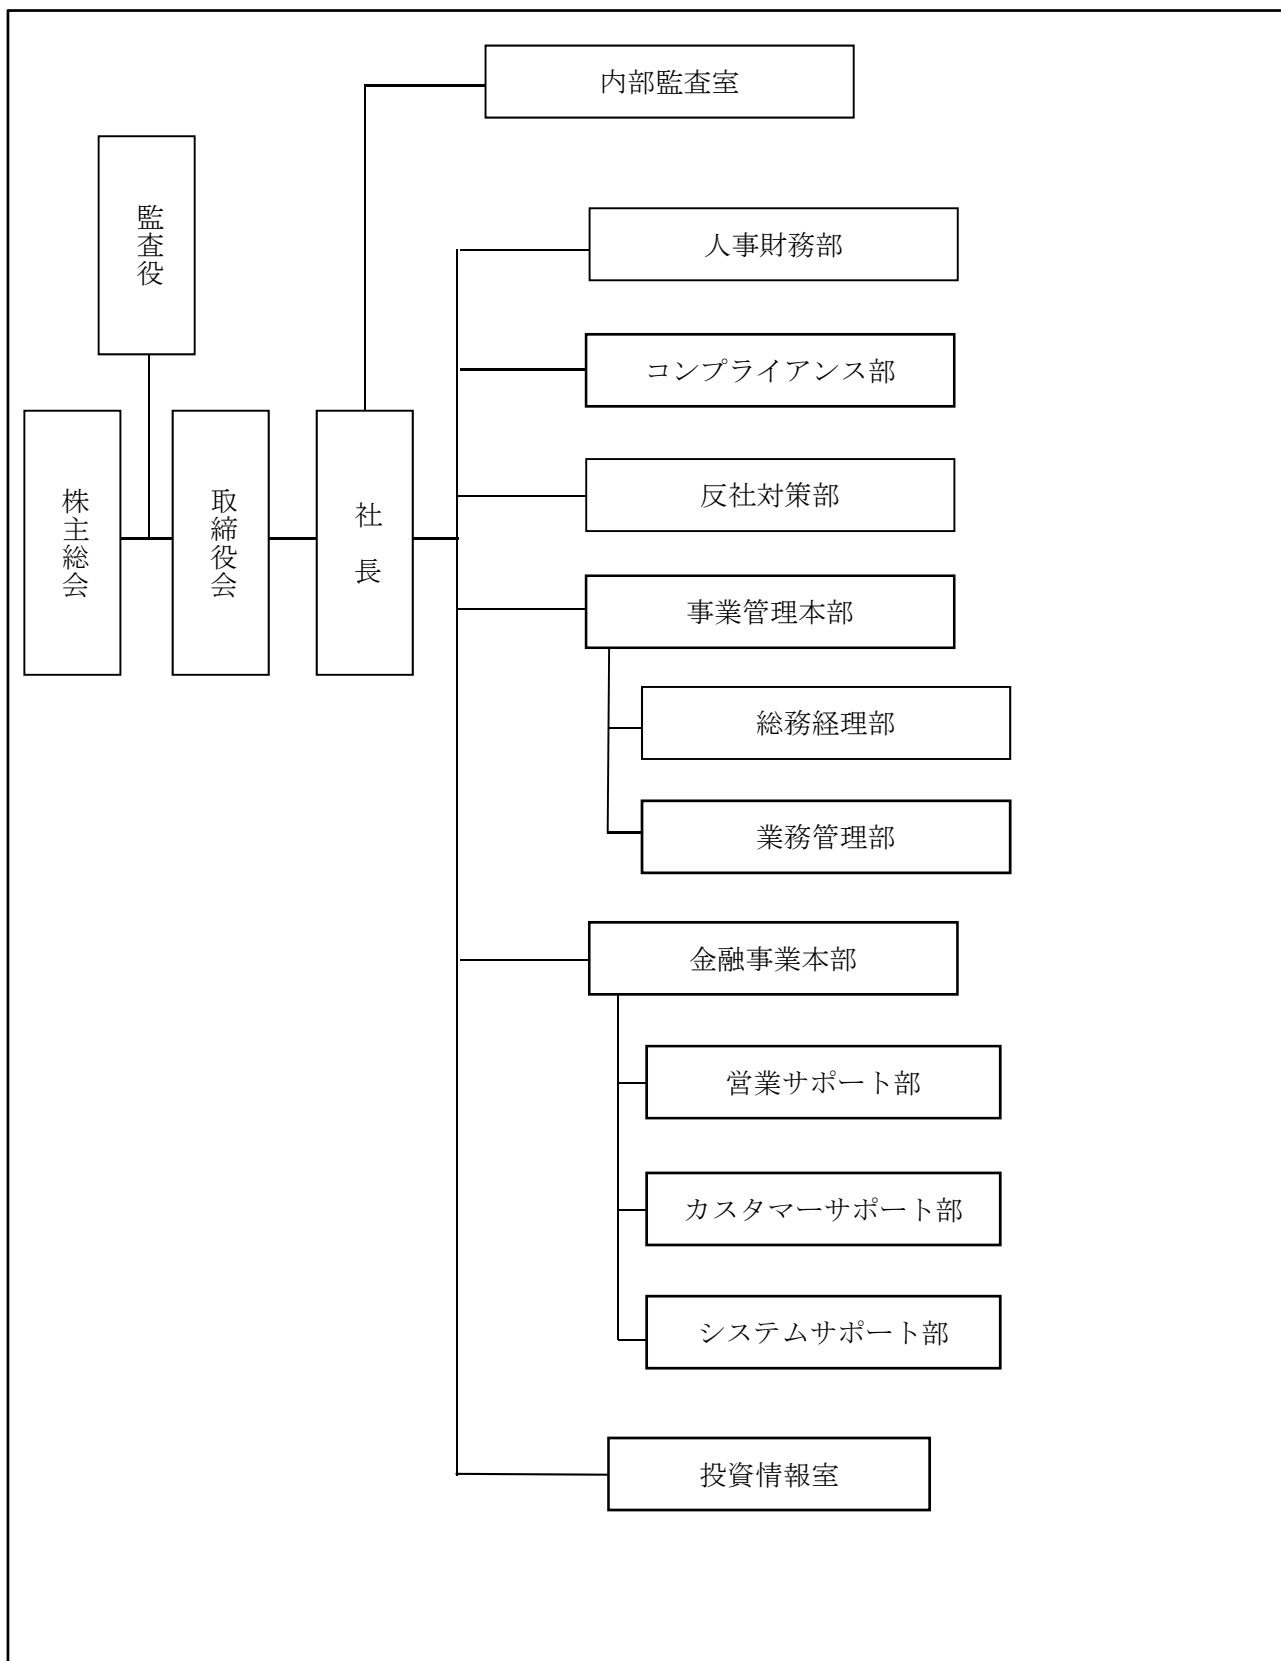 内部監査室
監査役
人事財務部
コンプライアンス部
株主総会
取締役会
社長
反社対策部
事業管理本部
総務経理部
業務管理部
金融事業本部
営業サポート部
カスタマーサポート部
システムサポート部
投資情報室